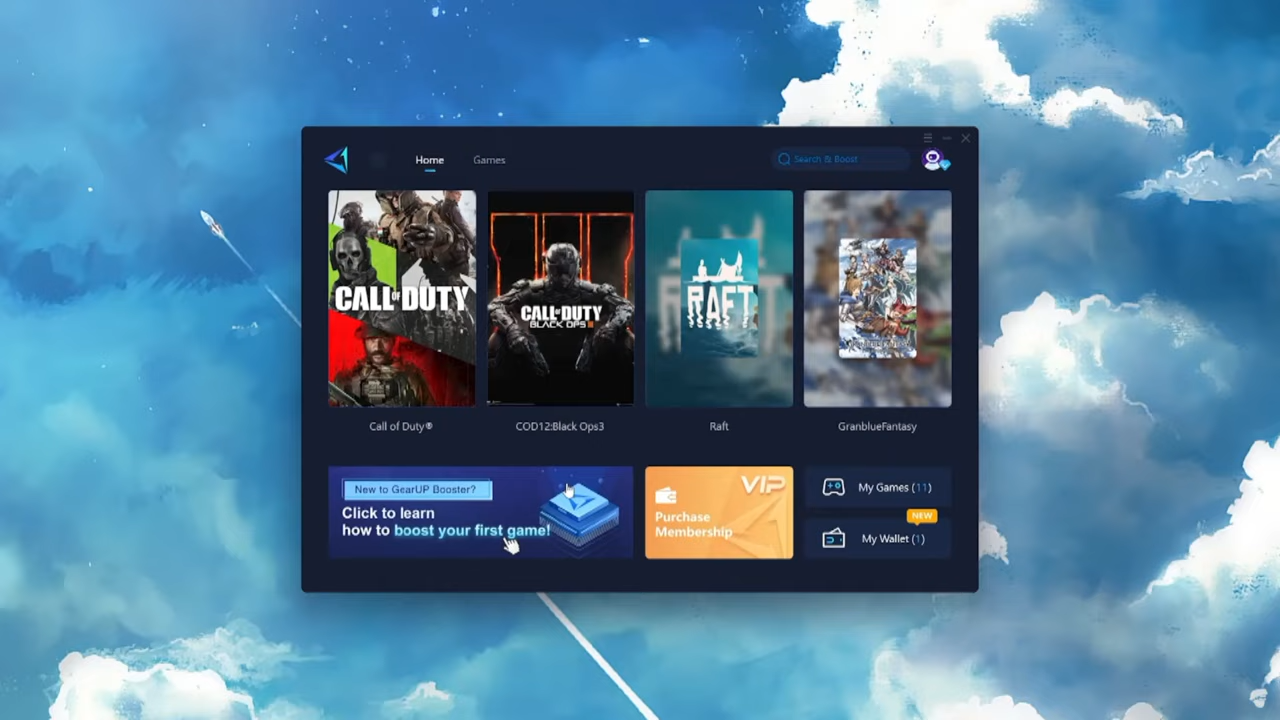 Home
Games
Search & Boost
CALL OF DUTY
CALL OF DUTY
BLACK OPS III
RAFT
Call of Duty®
COD12:Black Ops3
Raft
GranblueFantasy
New to GearUP Booster?
Click to learn
how to boost your first game!
VIP
Purchase
Membership
My Games (11)
NEW
My Wallet (1)